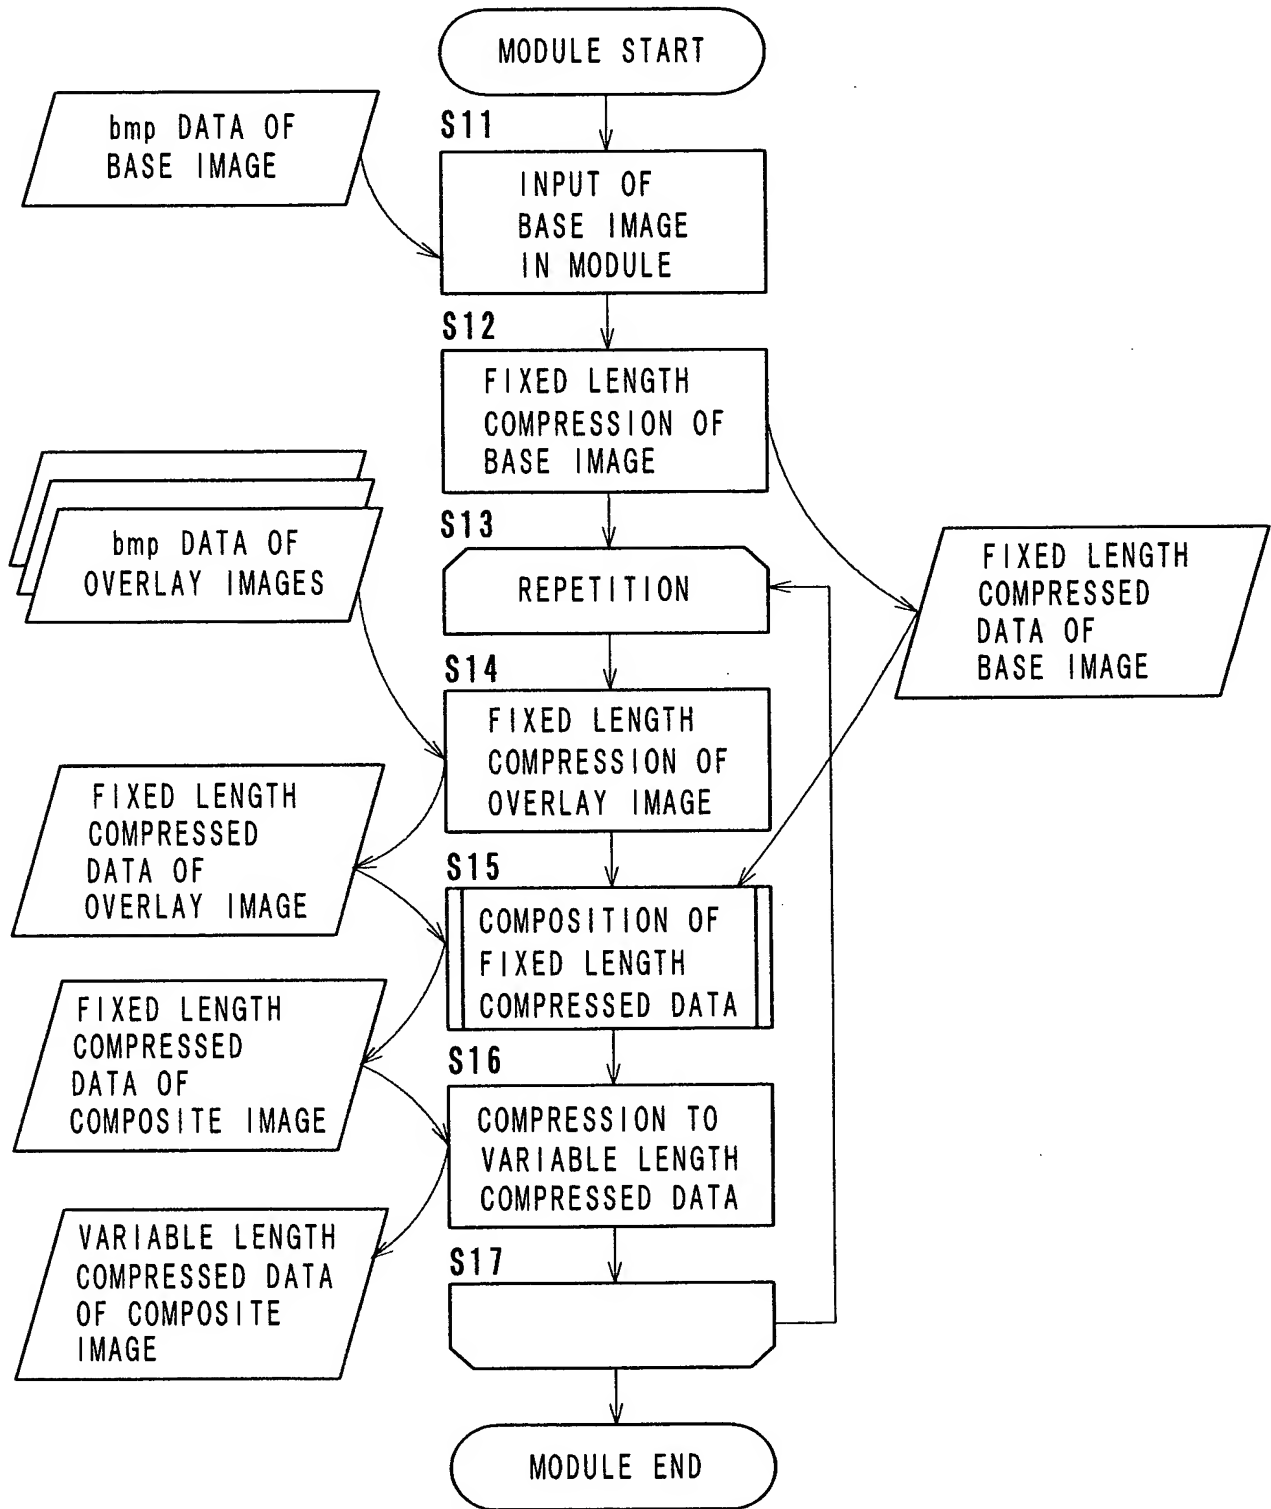 MODULE START
bmp DATA OF
BASE IMAGE
S11
INPUT OF
BASE IMAGE
IN MODULE
S12
FIXED LENGTH
COMPRESSION OF
BASE IMAGE
bmp DATA OF
OVERLAY IMAGES
S13
REPETITION
FIXED LENGTH
COMPRESSED
DATA OF
BASE IMAGE
S14
FIXED LENGTH
COMPRESSION OF
OVERLAY IMAGE
FIXED LENGTH
COMPRESSED
DATA OF
OVERLAY IMAGE
S15
COMPOSITION OF
FIXED LENGTH
COMPRESSED DATA
FIXED LENGTH
COMPRESSED
DATA OF
COMPOSITE IMAGE
S16
COMPRESSION TO
VARIABLE LENGTH
COMPRESSED DATA
VARIABLE LENGTH
COMPRESSED DATA
OF COMPOSITE
IMAGE
S17
MODULE END